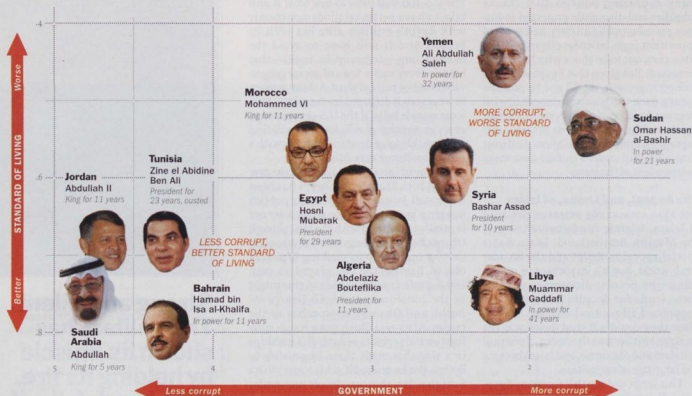 .4
Yemen
Ali Abdullah
Saleh
In power for
32 years
Worse
Morocco
Mohammed VI
King for 11 years
MORE CORRUPT,
WORSE STANDARD
OF LIVING
Sudan
Omar Hassan
al-Bashir
In power
for 21 years
STANDARD OF LIVING
Tunisia
Zine el Abidine
Ben Ali
President for
23 years, ousted
Jordan
Abdullah II
King for 11 years
.6
Egypt
Hosni
Mubarak
President
for 29 years
Syria
Bashar Assad
President
for 10 years
LESS CORRUPT,
BETTER STANDARD
OF LIVING
Algeria
Abdelaziz
Bouteflika
President for
11 years
Libya
Muammar
Gaddafi
In power for
41 years
Better
Bahrain
Hamad bin
Isa al-Khalifa
In power for 11 years
.8
Saudi
Arabia
Abdullah
King for 5 years
5
4
3
2
Less corrupt
GOVERNMENT
More corrupt